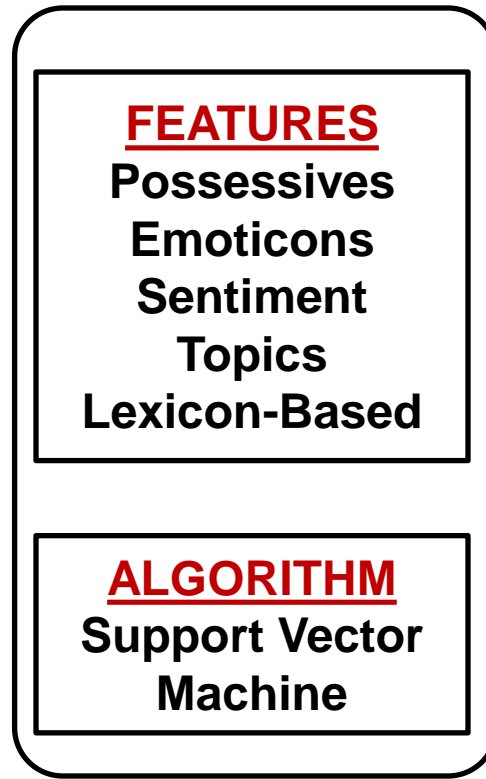 FEATURES
Possessives
Emoticons
Sentiment
Topics
Lexicon-Based
ALGORITHM
Support Vector
Machine